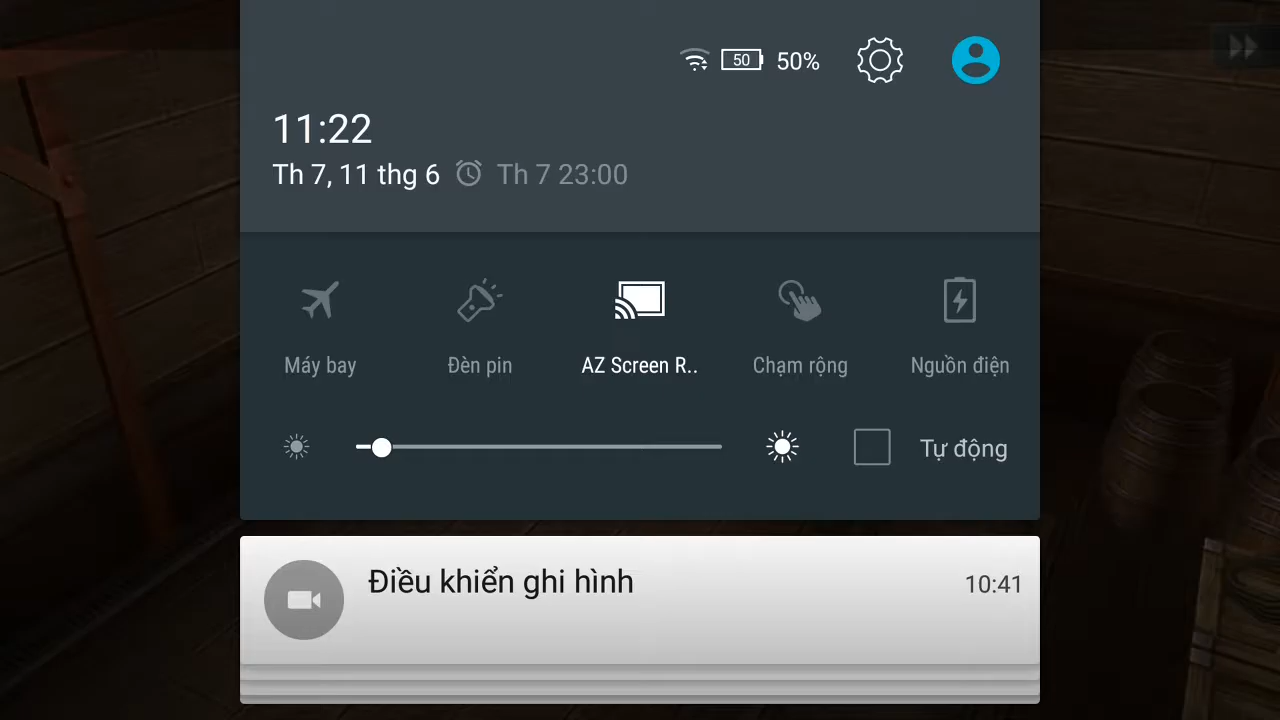 50 50%
11:22
Th 7, 11 thg 6 Th 7 23:00
Máy bay Đèn pin AZ Screen R.. Chạm rộng Nguồn điện
Tự động
Điều khiển ghi hình 10:41